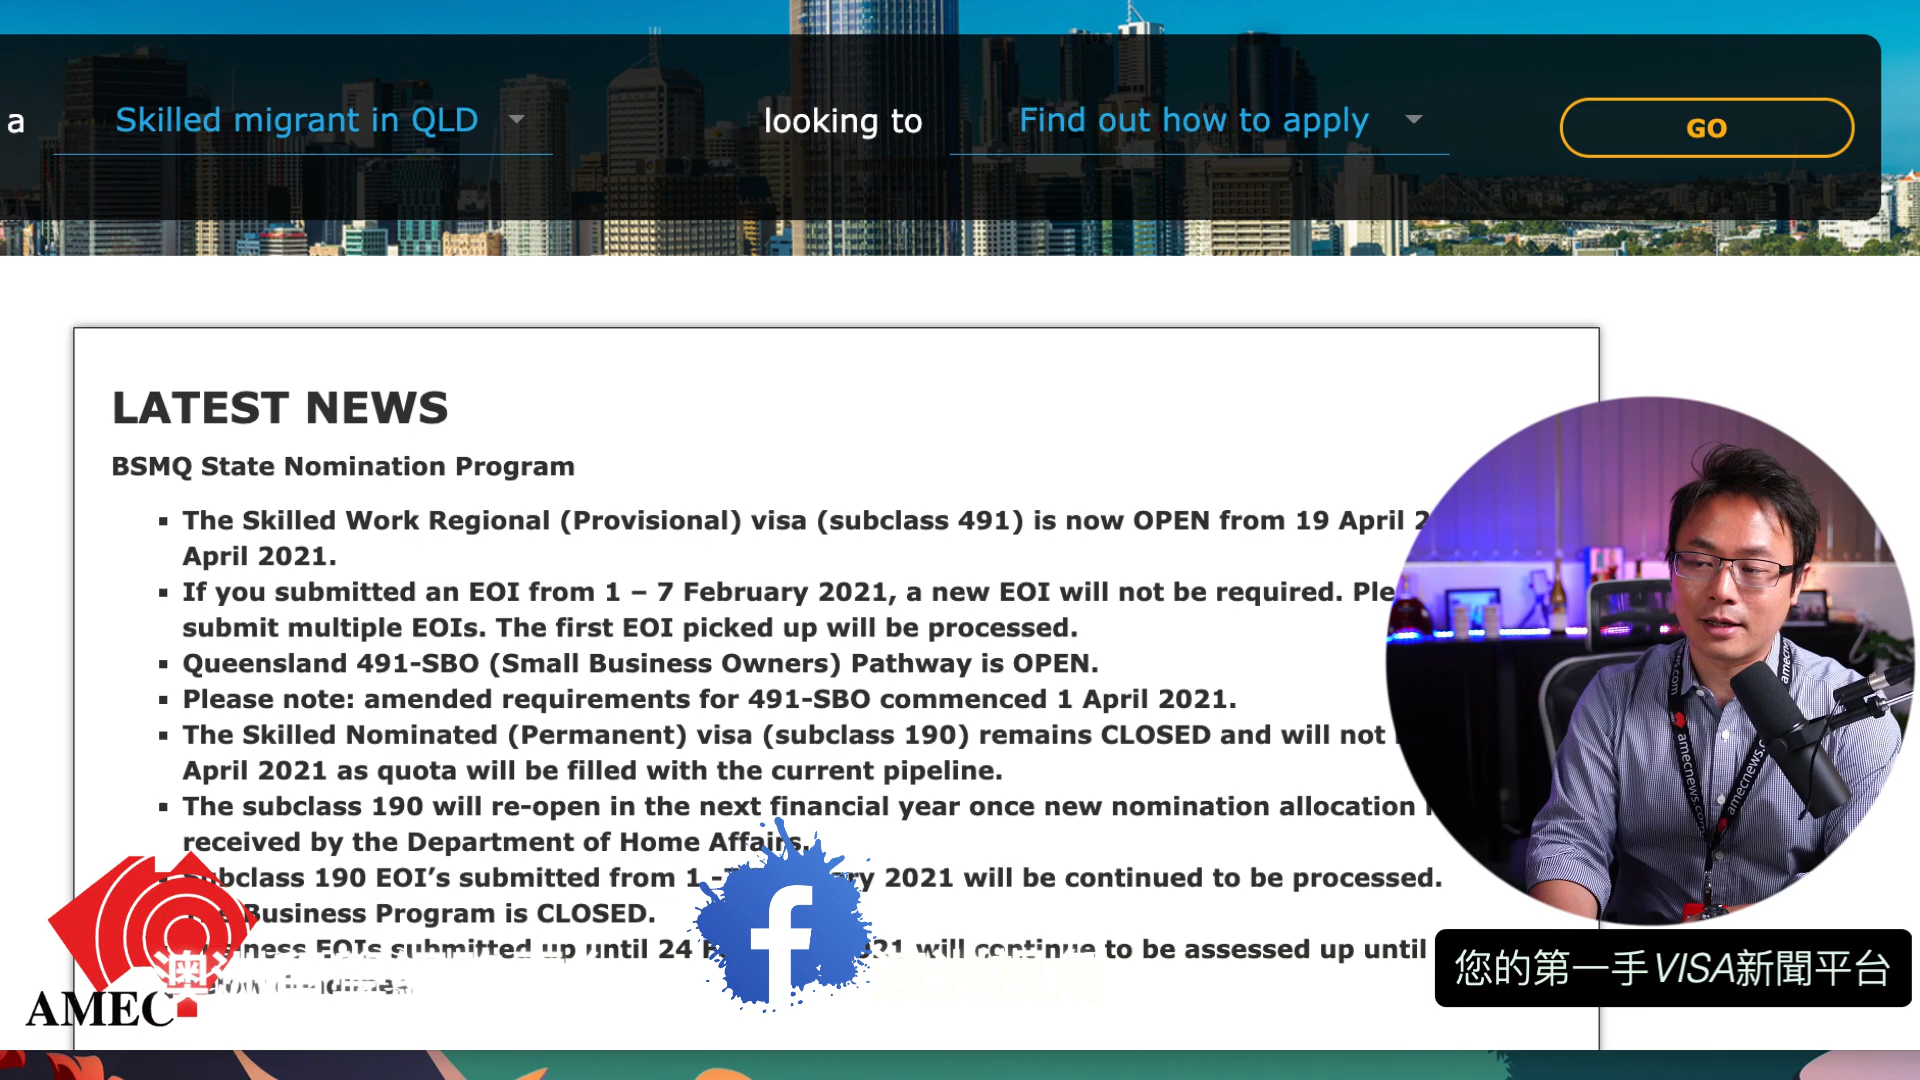 a Skilled migrant in QLD looking to Find out how to apply GO
LATEST NEWS
BSMQ State Nomination Program
The Skilled Work Regional (Provisional) visa (subclass 491) is now OPEN from 19 April
April 2021.
If you submitted an EOI from 1 – 7 February 2021, a new EOI will not be required.
submit multiple EOIs. The first EOI picked up will be processed.
Queensland 491-SBO (Small Business Owners) Pathway is OPEN.
Please note: amended requirements for 491-SBO commenced 1 April 2021.
The Skilled Nominated (Permanent) visa (subclass 190) remains CLOSED and will not
April 2021 as quota will be filled with the current pipeline.
The subclass 190 will re-open in the next financial year once new nomination allocation
received by the Department of Home Affairs.
Subclass 190 EOI’s submitted from 1 - 2021 will be continued to be processed.
Business Program is CLOSED.
EOIs submitted up until 24 will continue to be assessed up until
AMEC
f
amecnews.com
您的第一手VISA新聞平台